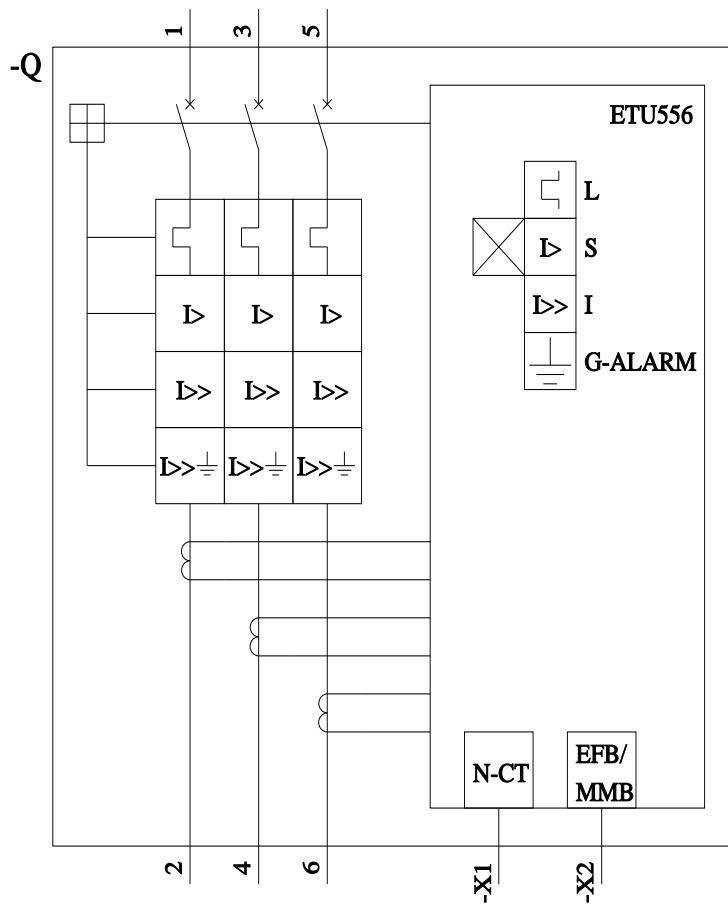 1 3 5
-Q
ETU556
L
I> S
I>> I
G-ALARM
I> I> I>
I>> I>> I>>
I>> I>> I>>
N-CT
EFB/
MMB
2 4 6
-X1 -X2